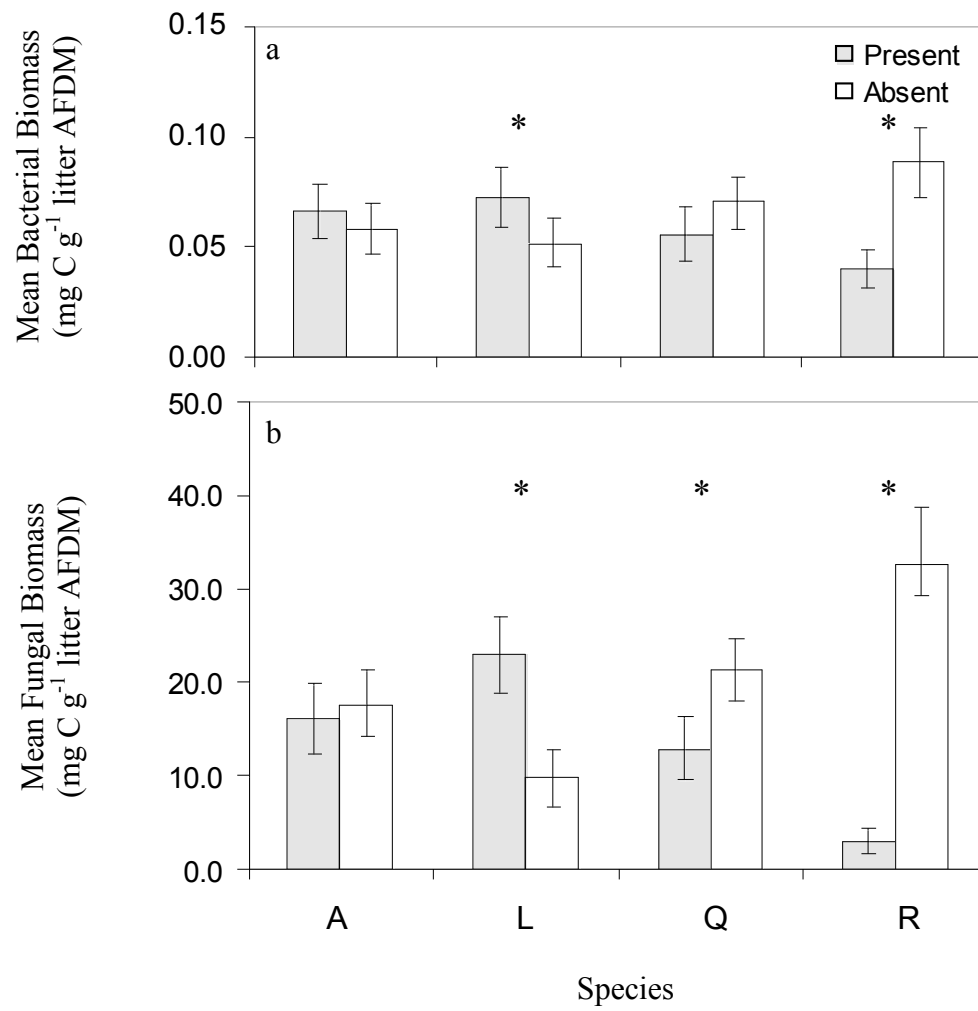 Mean Bacterial Biomass
(mg C g⁻¹ litter AFDM)
0.15
0.10
0.05
0.00
a
Present
Absent
*
*
Mean Fungal Biomass
(mg C g⁻¹ litter AFDM)
50.0
40.0
30.0
20.0
10.0
0.0
b
*
*
*
A L Q R
Species